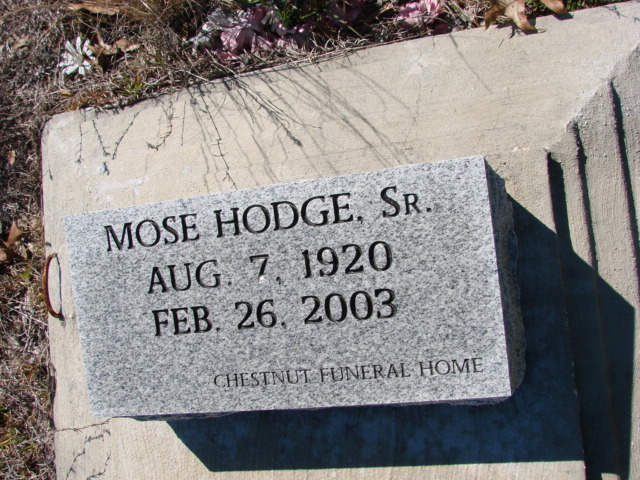 MOSE HODGE, SR.
AUG. 7, 1920
FEB. 26, 2003
CHESTNUT FUNERAL HOME